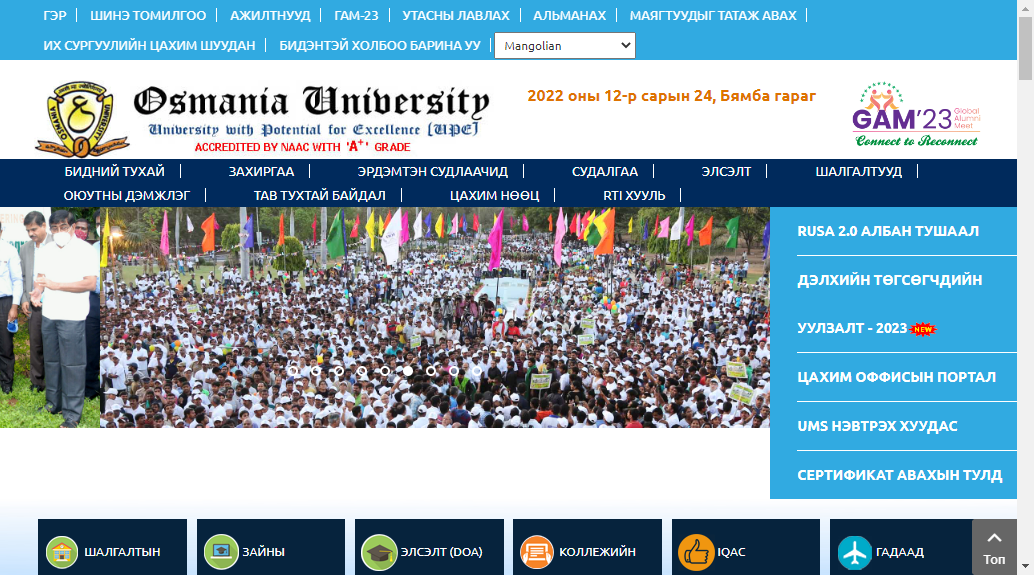 ГЭР
ШИНЭ ТОМИЛГОО
АЖИЛТНУУД
ГАМ-23
УТАСНЫ ЛАВЛАХ
АЛЬМАНАХ
МАЯГТУУДЫГ ТАТАЖ АВАХ
ИХ СУРГУУЛИЙН ЦАХИМ ШУУДАН
БИДЭНТЭЙ ХОЛБОО БАРИНА УУ
Mangolian
Osmania University
University with Potential for Excellence (UPE)
ACCREDITED BY NAAC WITH 'A+' GRADE
2022 оны 12-р сарын 24, Бямба гараг
GAM'23 Global Alumni Meet
Connect to Reconnect
БИДНИЙ ТУХАЙ
ЗАХИРГАА
ЭРДЭМТЭН СУДЛААЧИД
СУДАЛГАА
ЭЛСЭЛТ
ШАЛГАЛТУУД
ОЮУТНЫ ДЭМЖЛЭГ
ТАВ ТУХТАЙ БАЙДАЛ
ЦАХИМ НӨӨЦ
RTI ХУУЛЬ
RUSA 2.0 АЛБАН ТУШААЛ
ДЭЛХИЙН ТӨГСӨГЧДИЙН
УУЛЗАЛТ - 2023 NEW
ЦАХИМ ОФФИСЫН ПОРТАЛ
UMS НЭВТРЭХ ХУУДАС
СЕРТИФИКАТ АВАХЫН ТУЛД
ШАЛГАЛТЫН
ЗАЙНЫ
ЭЛСЭЛТ (DOA)
КОЛЛЕЖИЙН
IQAC
ГАДААД
Топ